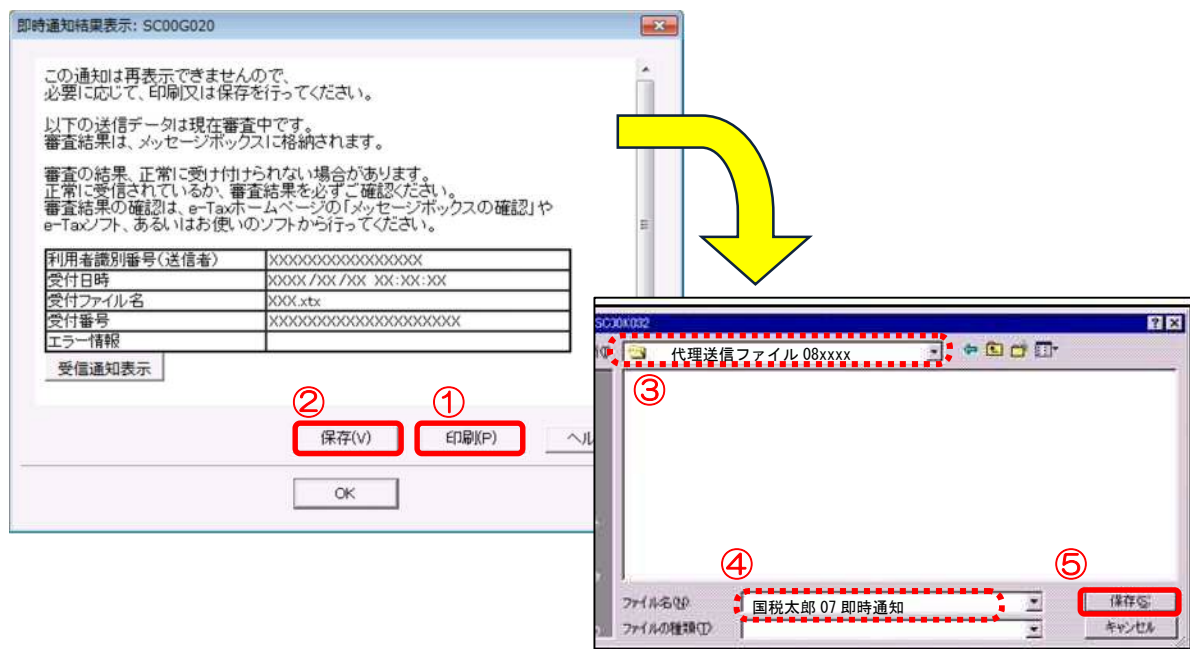 即時通知結果表示: SC00G020
この通知は再表示できませんので、
必要に応じて、印刷又は保存を行ってください。
以下の送信データは現在審査中です。
審査結果は、メッセージボックスに格納されます。
審査の結果、正常に受け付けられない場合があります。
正常に受信されているか、審査結果を必ずご確認ください。
審査結果の確認は、e-Taxホームページの「メッセージボックスの確認」や
e-Taxソフト、あるいはお使いのソフトから行ってください。
利用者識別番号(送信者) XXXXXXXXXXXXXXXX
受付日時 XXXX/XX/XX XX:XX:XX
受付ファイル名 XXX.xtx
受付番号 XXXXXXXXXXXXXXXXXXXX
エラー情報
受信通知表示
② ①
保存(V) 印刷(P) ヘル
OK
SC00K032
代理送信ファイル 08xxxx
③
④ ⑤
ファイル名(N): 国税太郎 07 即時通知 保存(S)
ファイルの種類(T): キャンセル